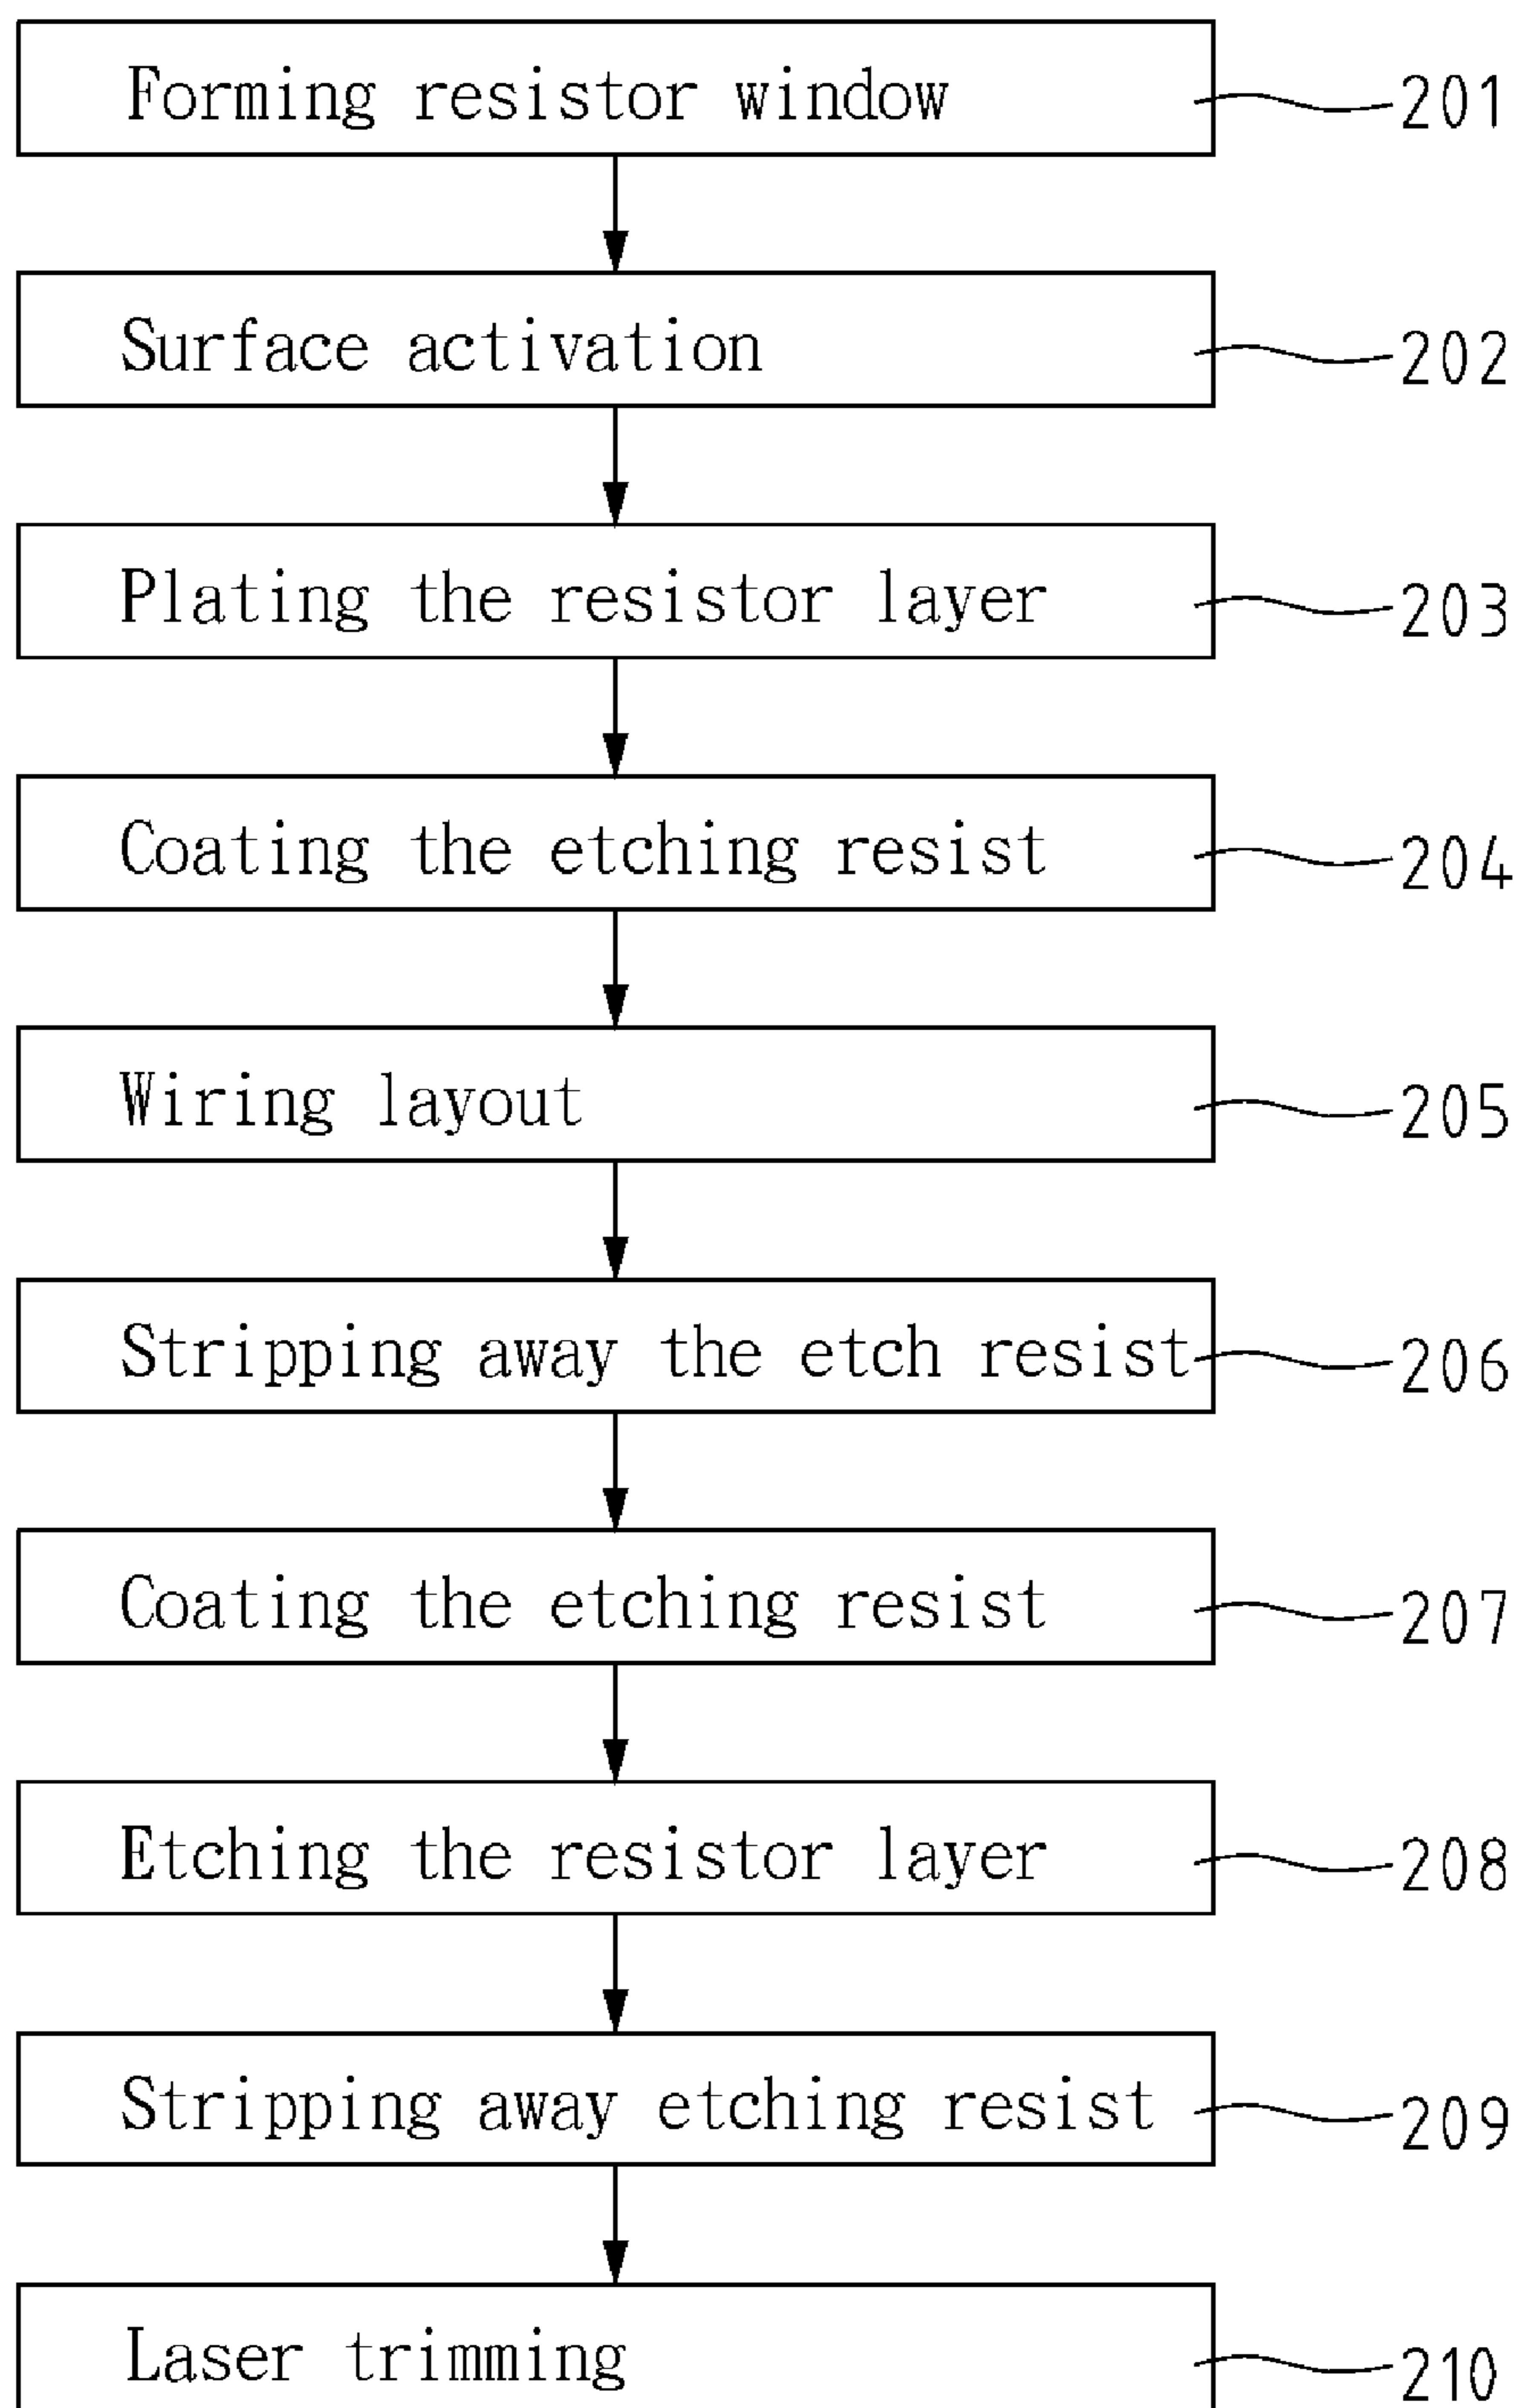 Forming resistor window 201
Surface activation 202
Plating the resistor layer 203
Coating the etching resist 204
Wiring layout 205
Stripping away the etch resist 206
Coating the etching resist 207
Etching the resistor layer 208
Stripping away etching resist 209
Laser trimming 210